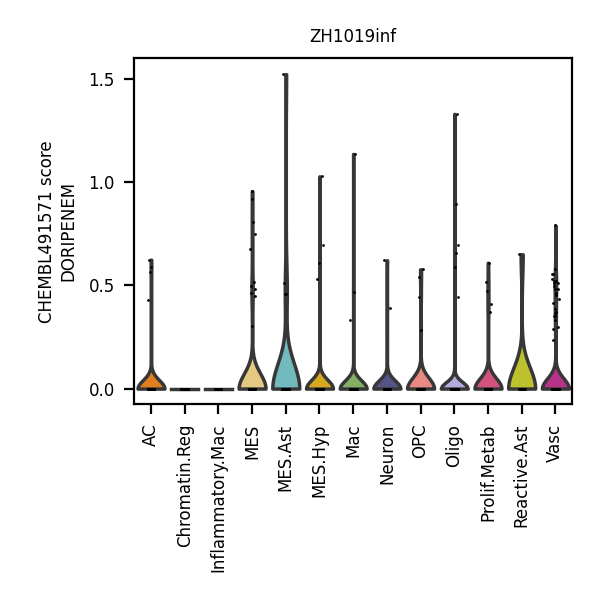 ZH1019inf
CHEMBL491571 score
DORIPENEM
1.5
1.0
0.5
0.0
AC
Chromatin.Reg
Inflammatory.Mac
MES
MES.Ast
MES.Hyp
Mac
Neuron
OPC
Oligo
Prolif.Metab
Reactive.Ast
Vasc